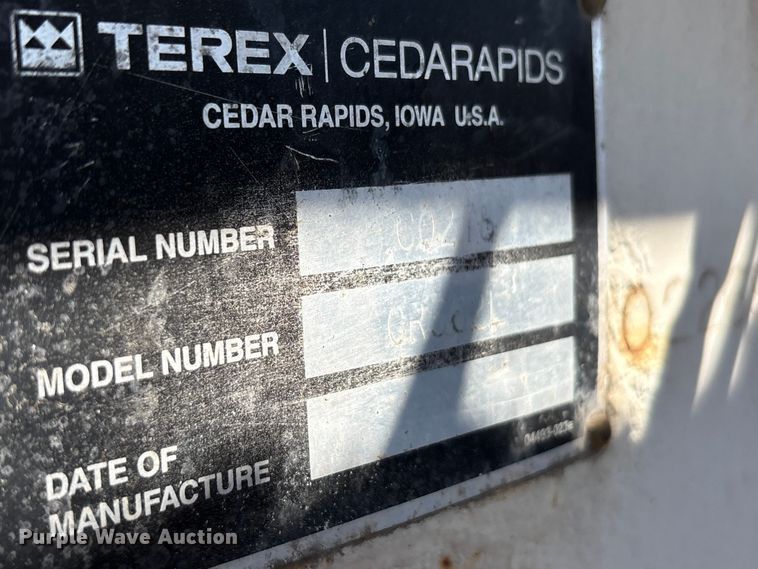 TEREX | CEDARAPIDS
CEDAR RAPIDS, IOWA U.S.A.
SERIAL NUMBER
MODEL NUMBER
DATE OF
MANUFACTURE
Purple Wave Auction